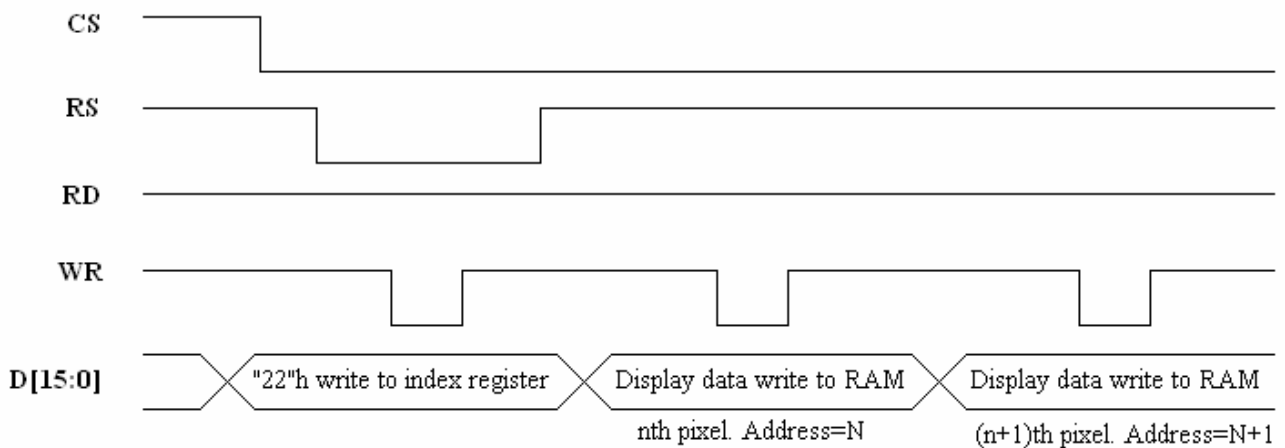 CS
RS
RD
WR
D[15:0]
"22"h write to index register
Display data write to RAM
Display data write to RAM
nth pixel. Address=N
(n+1)th pixel. Address=N+1